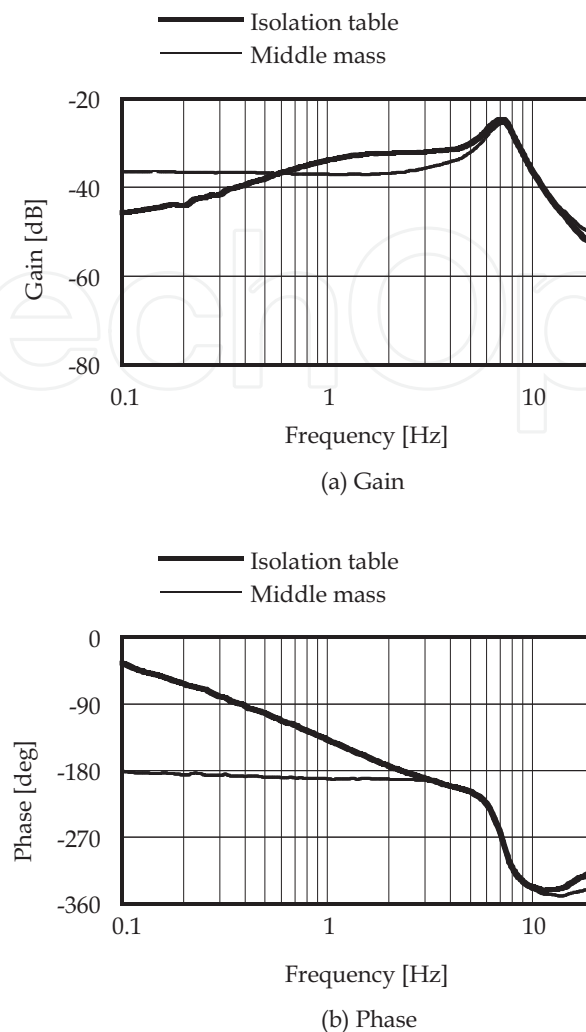 Isolation table
Middle mass
-20
-40
-60
-80
Gain [dB]
0.1 1 10
Frequency [Hz]
(a) Gain
Isolation table
Middle mass
0
-90
-180
-270
-360
Phase [deg]
0.1 1 10
Frequency [Hz]
(b) Phase